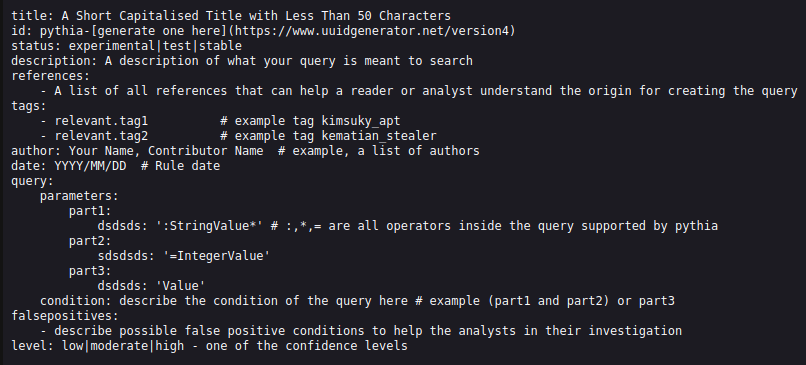 title: A Short Capitalised Title with Less Than 50 Characters
id: pythia-[generate one here](https://www.uuidgenerator.net/version4)
status: experimental|test|stable
description: A description of what your query is meant to search
references:
    - A list of all references that can help a reader or analyst understand the origin for creating the query
tags:
    - relevant.tag1          # example tag kimsuky_apt
    - relevant.tag2          # example tag kematian_stealer
author: Your Name, Contributor Name  # example, a list of authors
date: YYYY/MM/DD  # Rule date
query:
    parameters:
        part1:
            dsdsds: ':StringValue*' # :,*,= are all operators inside the query supported by pythia
        part2:
            sdsdsds: '=IntegerValue'
        part3:
            dsdsds: 'Value'
    condition: describe the condition of the query here # example (part1 and part2) or part3
falsepositives:
    - describe possible false positive conditions to help the analysts in their investigation
level: low|moderate|high - one of the confidence levels